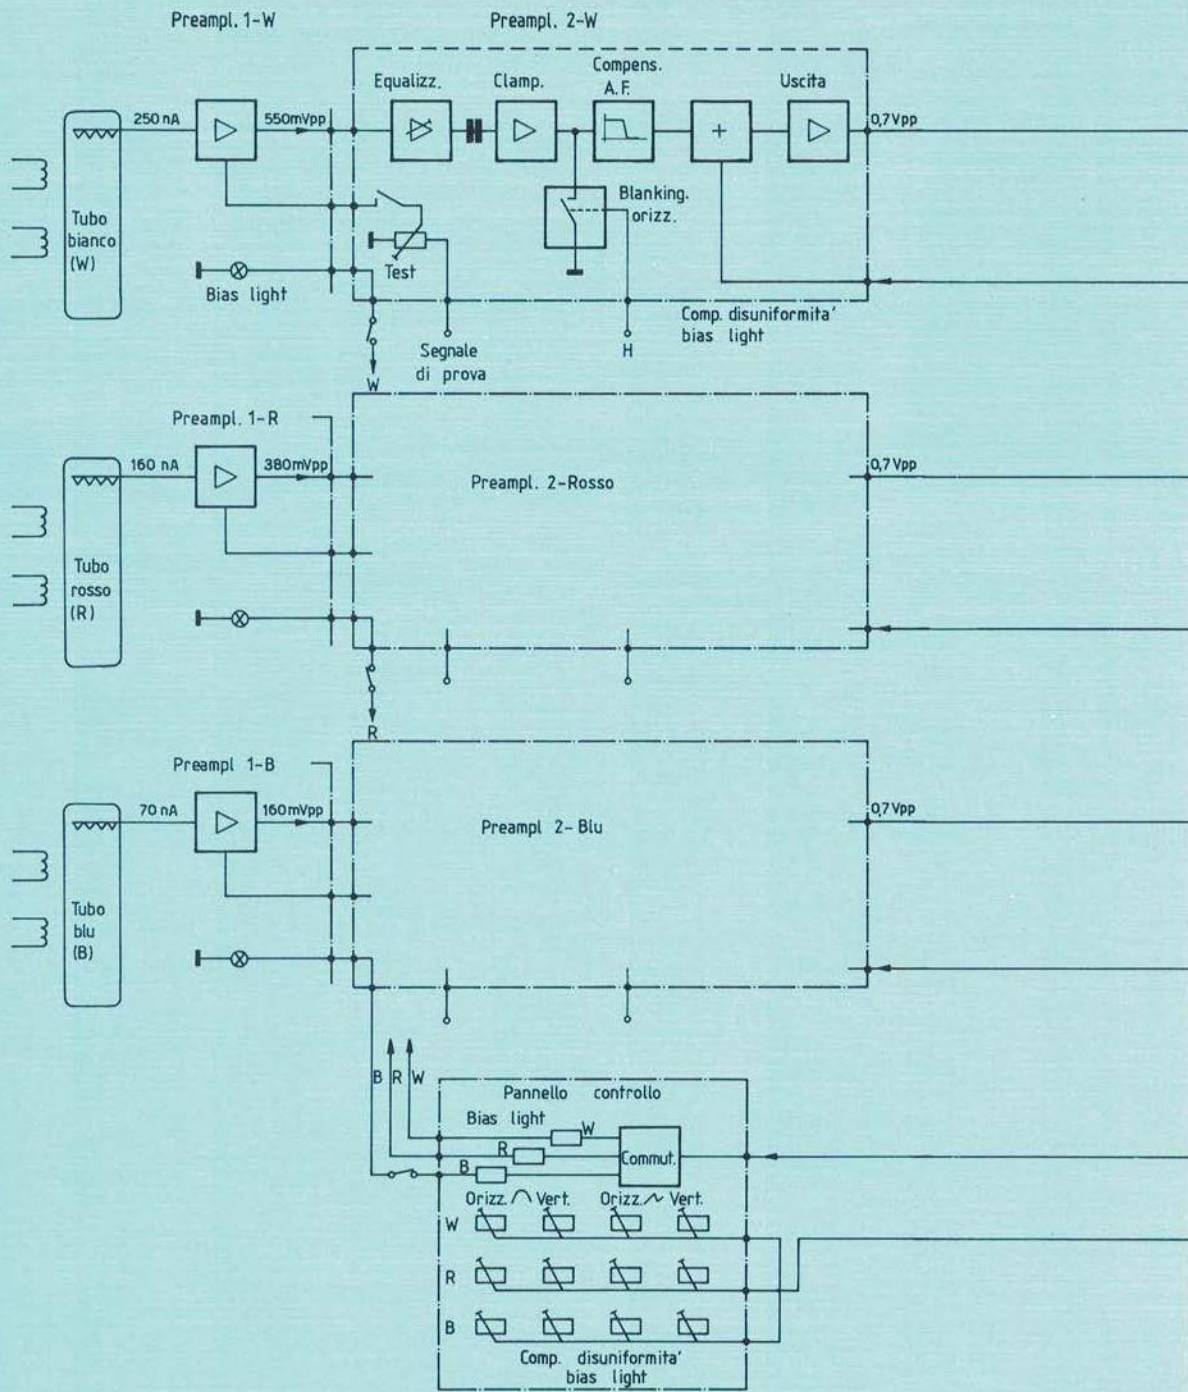 Preampl. 1-W
Preampl. 2-W
Equalizz.
Clamp.
Compens.
A.F.
Uscita
250 nA
550mVpp
+
0,7 Vpp
Tubo
bianco
(W)
Blanking.
orizz.
Test
Bias light
Segnale
di prova
H
Comp. disuniformita'
bias light
W
Preampl. 1-R
160 nA
380mVpp
Preampl. 2-Rosso
0,7 Vpp
Tubo
rosso
(R)
R
Preampl 1-B
70 nA
160mVpp
Preampl 2- Blu
0,7 Vpp
Tubo
blu
(B)
B R W
Pannello controllo
Bias light
W
R
B
Commut.
Orizz. Vert. Orizz. Vert.
W
R
B
Comp. disuniformita'
bias light